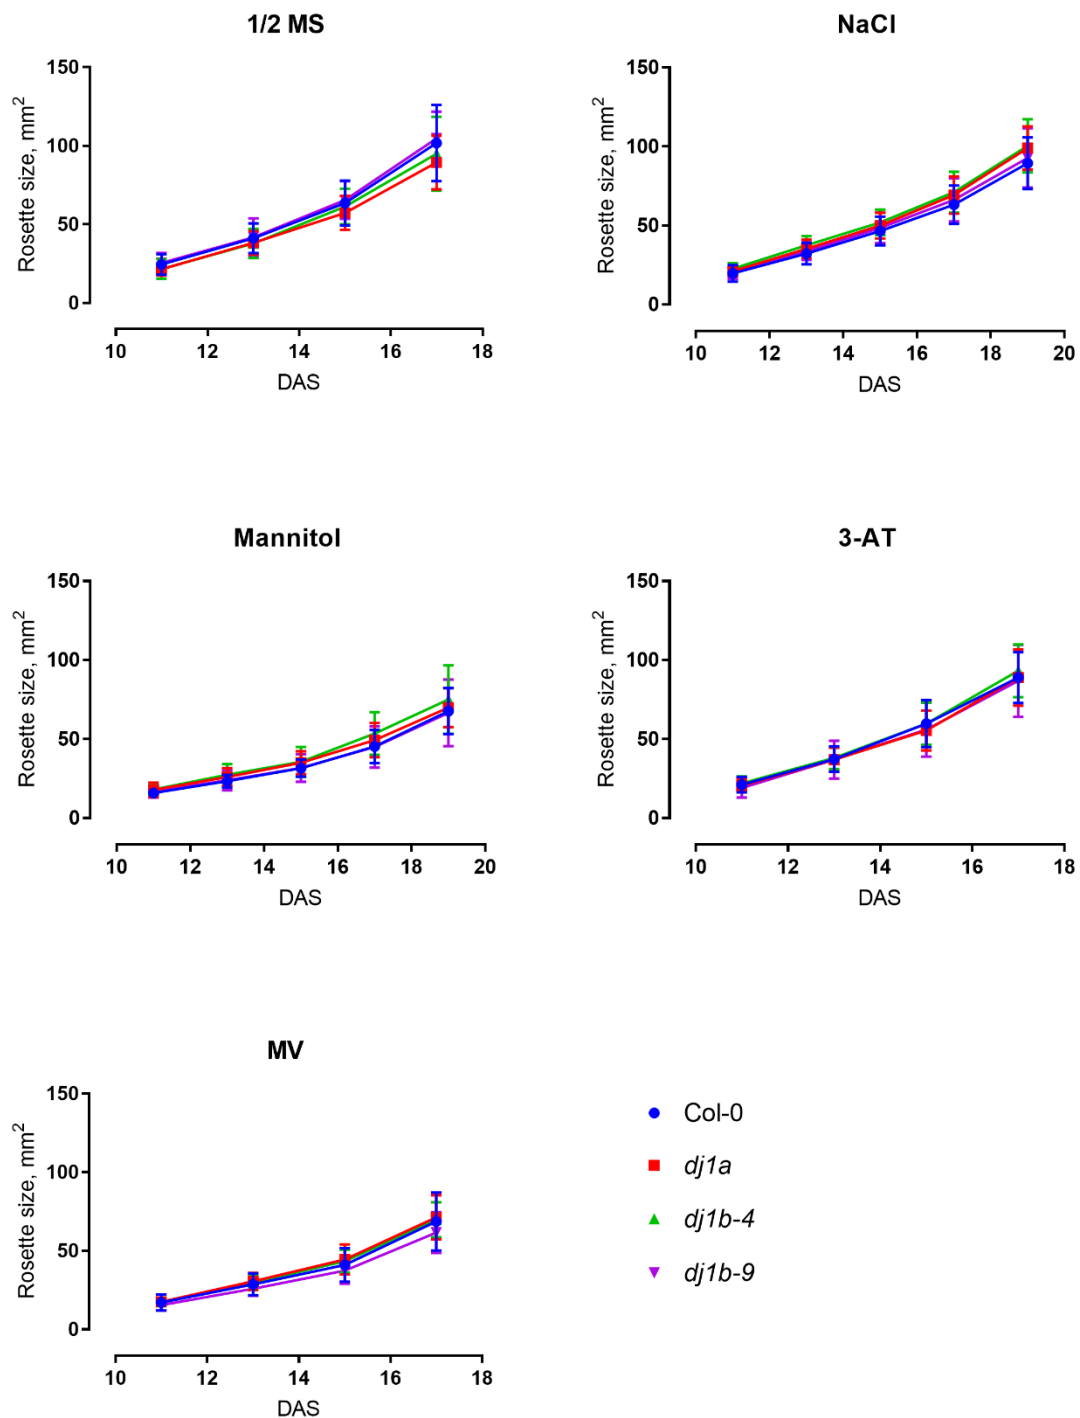 1/2 MS
Rosette size, mm²
150
100
50
0
10 12 14 16 18
DAS
NaCl
Rosette size, mm²
150
100
50
0
10 12 14 16 18 20
DAS
Mannitol
Rosette size, mm²
150
100
50
0
10 12 14 16 18 20
DAS
3-AT
Rosette size, mm²
150
100
50
0
10 12 14 16 18
DAS
MV
Rosette size, mm²
150
100
50
0
10 12 14 16 18
DAS
Col-0
dj1a
dj1b-4
dj1b-9